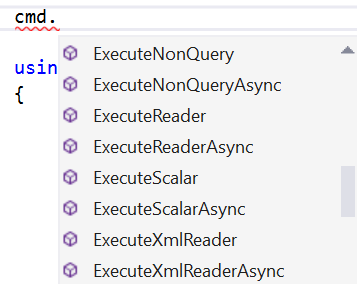 cmd.
ExecuteNonQuery
usin
ExecuteNonQueryAsync
{
ExecuteReader
ExecuteReaderAsync
ExecuteScalar
ExecuteScalarAsync
ExecuteXmlReader
ExecuteXmlReaderAsync